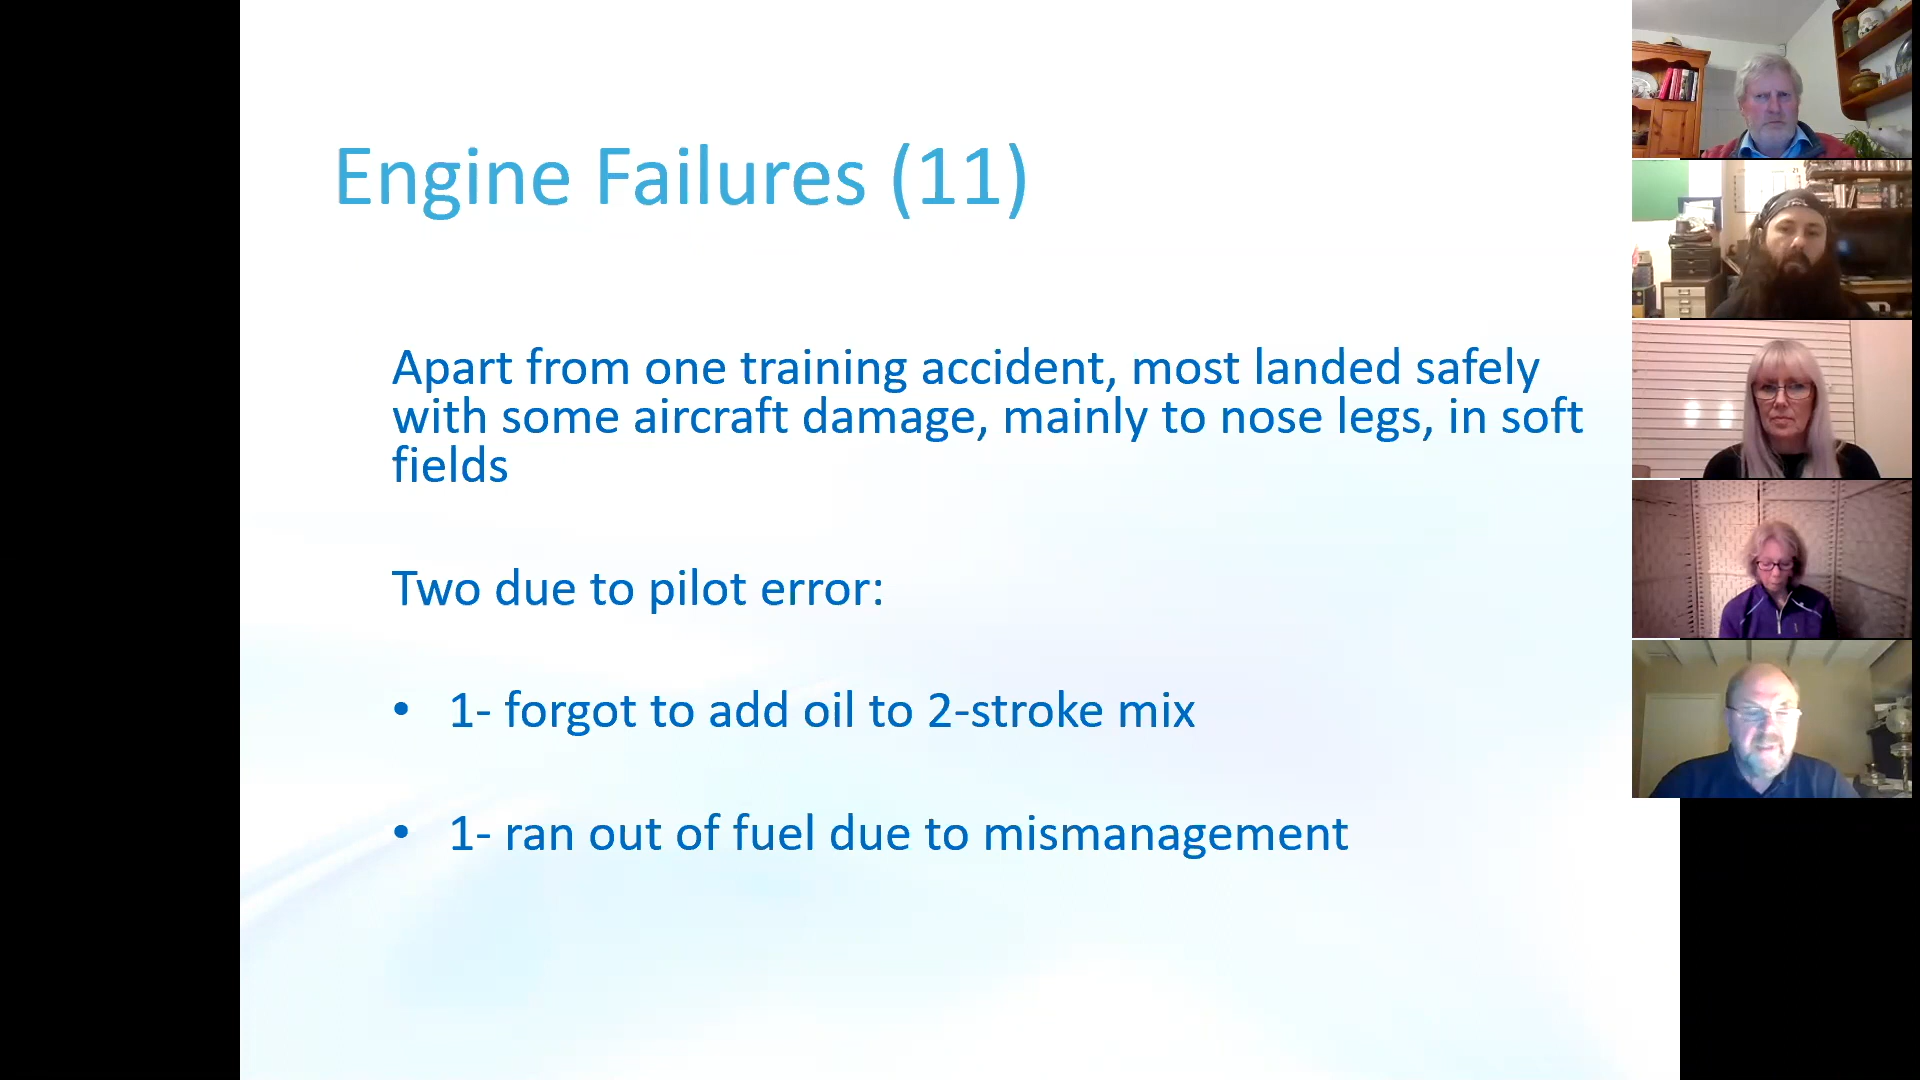 Engine Failures (11)
Apart from one training accident, most landed safely
with some aircraft damage, mainly to nose legs, in soft
fields
Two due to pilot error:
• 1- forgot to add oil to 2-stroke mix
• 1- ran out of fuel due to mismanagement